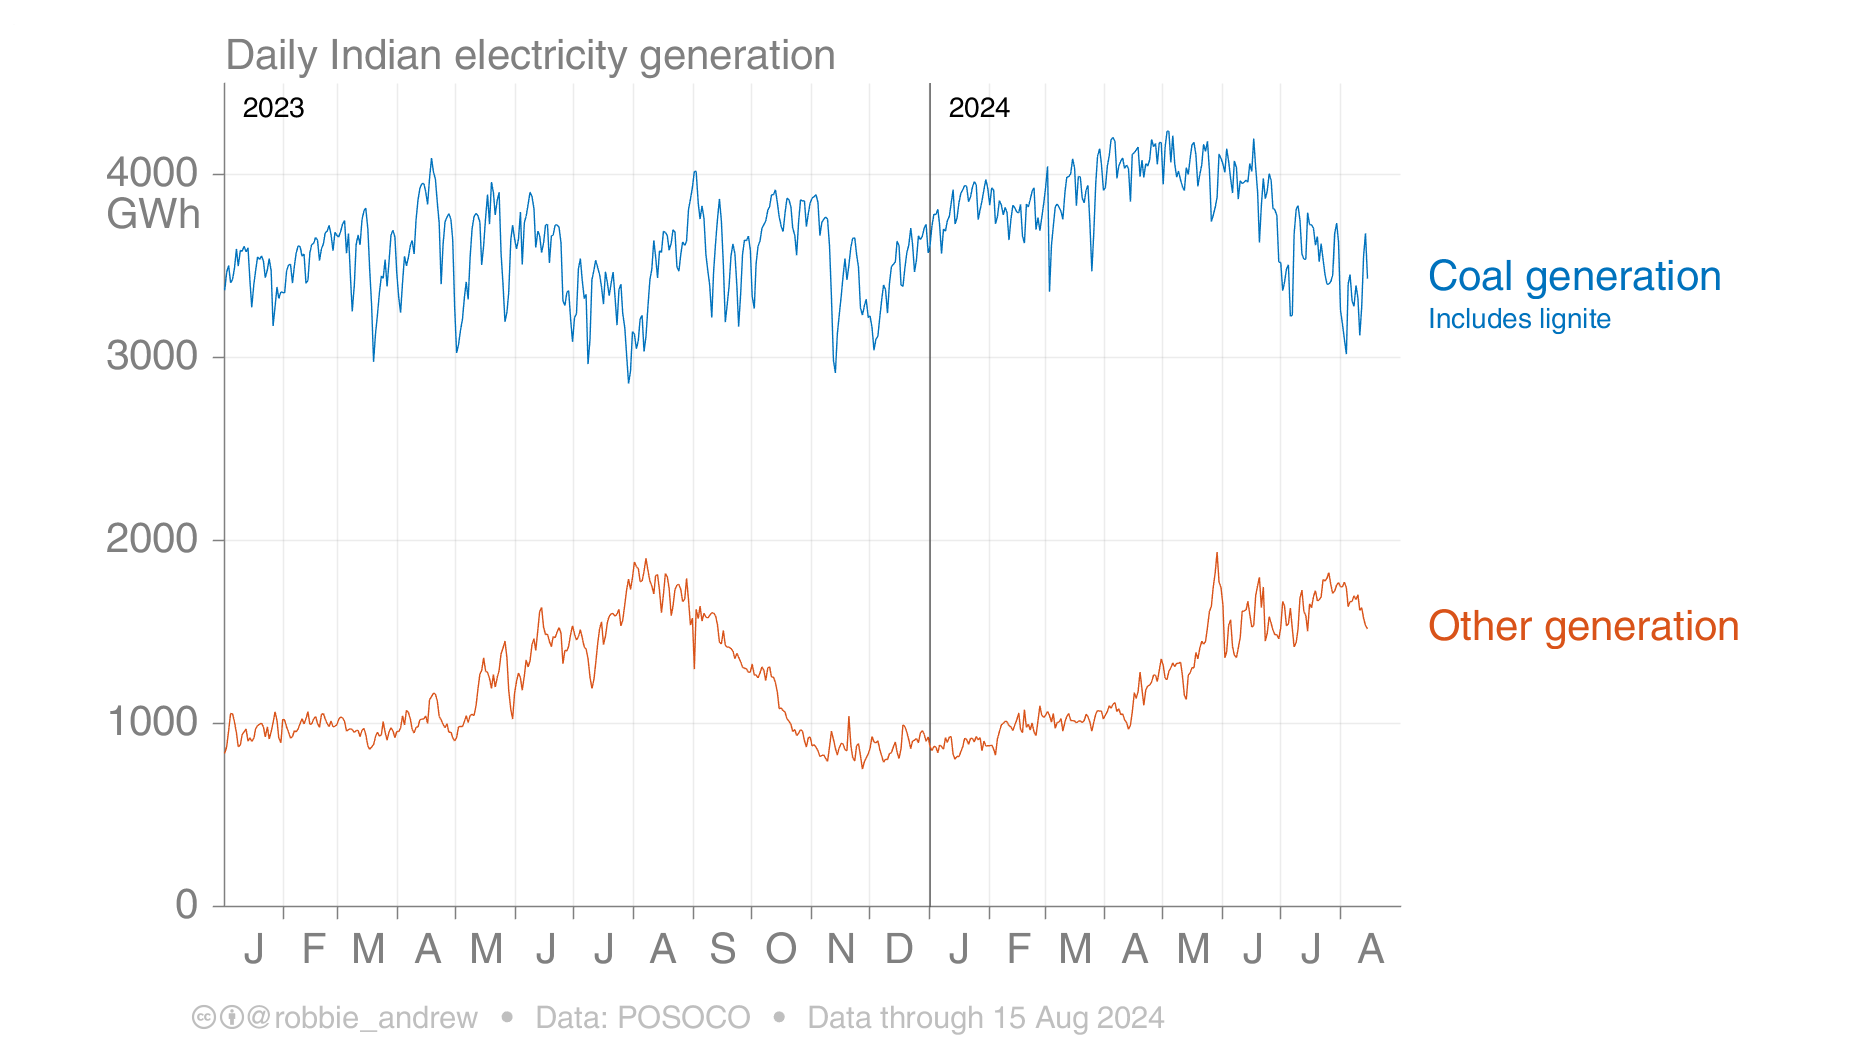 Daily Indian electricity generation
2023
2024
4000
GWh
3000
2000
1000
0
Coal generation
Includes lignite
Other generation
J F M A M J J A S O N D J F M A M J J A
@robbie_andrew • Data: POSOCO • Data through 15 Aug 2024